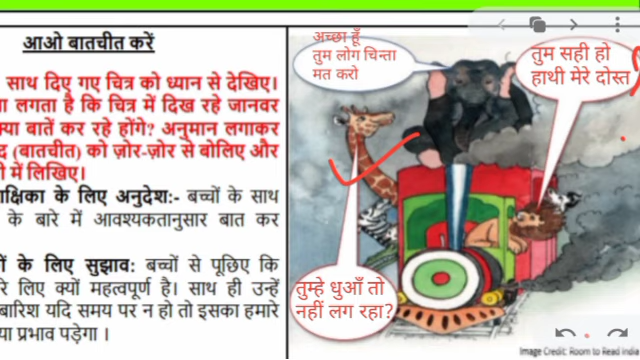 आओ बातचीत करें
साथ दिए गए चित्र को ध्यान से देखिए।
लगता है कि चित्र में दिख रहे जानवर
क्या बातें कर रहे होंगे? अनुमान लगाकर
(बातचीत) को ज़ोर-ज़ोर से बोलिए और
में लिखिए।
के लिए अनुदेश:- बच्चों के साथ
के बारे में आवश्यकतानुसार बात कर
के लिए सुझाव: बच्चों से पूछिए कि
लिए क्यों महत्वपूर्ण है। साथ ही उन्हें
बारिश यदि समय पर न हो तो इसका हमारे
प्रभाव पड़ेगा ।
अच्छा हूँ
तुम लोग चिन्ता
मत करो
तुम सही हो
हाथी मेरे दोस्त
तुम्हे धुआँ तो
नहीं लग रहा?
Image Credit: Room to Read India